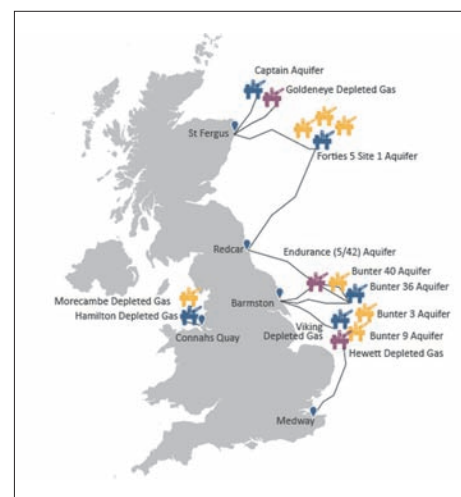 Captain Aquifer
Goldeneye Depleted Gas
St Fergus
Forties 5 Site 1 Aquifer
Redcar
Endurance (5/42) Aquifer
Bunter 40 Aquifer
Bunter 36 Aquifer
Morecambe Depleted Gas
Barmston
Hamilton Depleted Gas
Viking
Depleted Gas
Bunter 3 Aquifer
Connahs Quay
Bunter 9 Aquifer
Hewett Depleted Gas
Medway